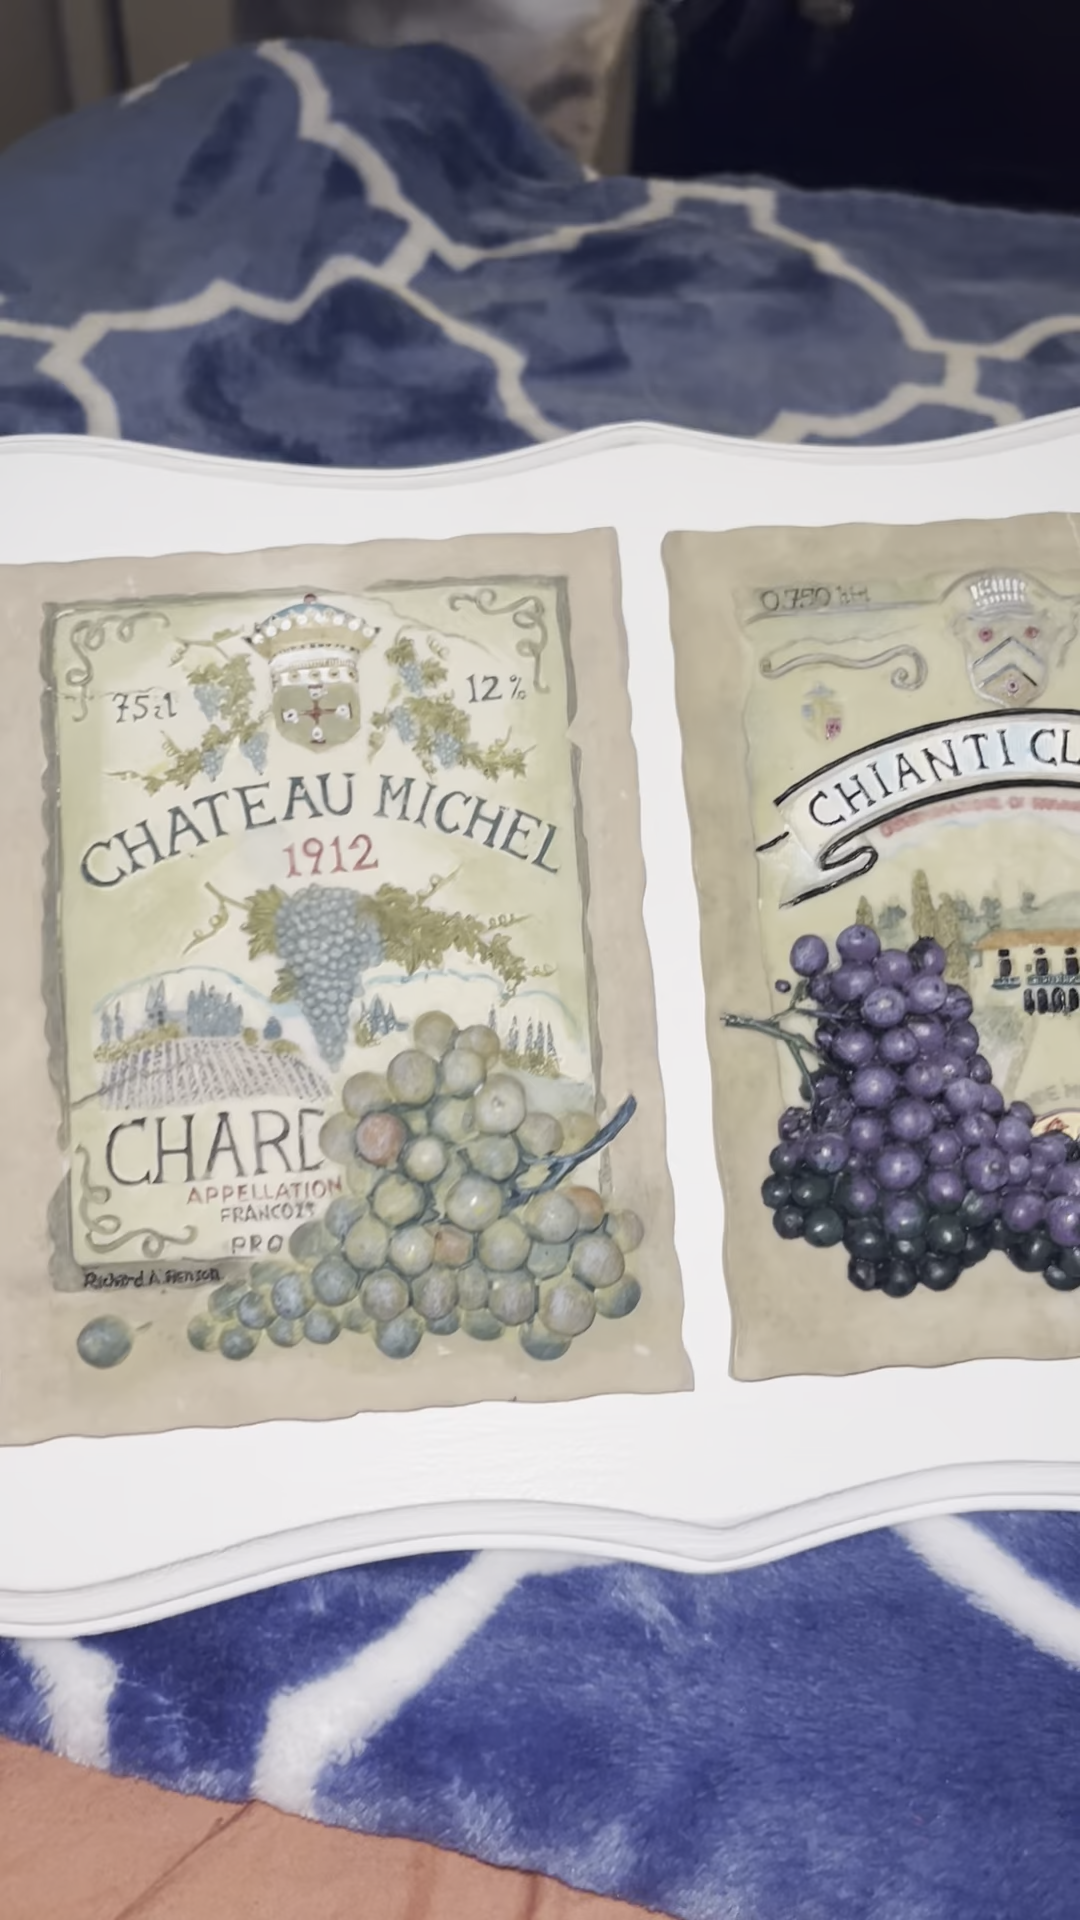 75cl
12%
CHATEAU MICHEL
1912
CHARD
APPELLATION
FRANCOIS
PRO
Richard A. Henson
0.750
CHIANTI CL